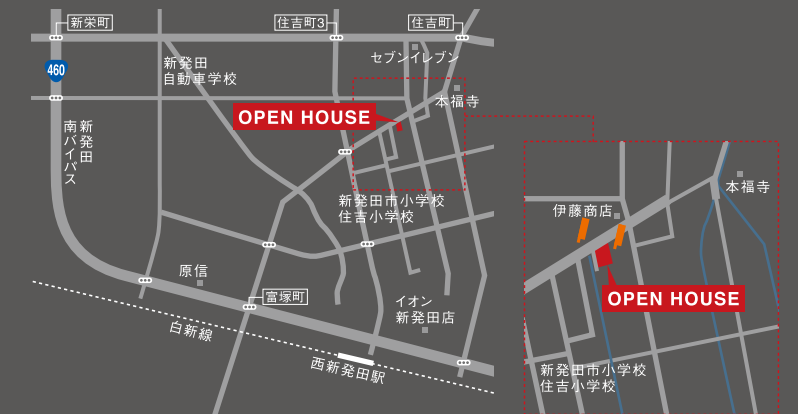 新栄町
住吉町3
住吉町
セブンイレブン
460
新発田
自動車学校
本福寺
OPEN HOUSE
新発田
南バイパス
新発田市小学校
住吉小学校
本福寺
伊藤商店
原信
OPEN HOUSE
富塚町
イオン
新発田店
白新線
西新発田駅
新発田市小学校
住吉小学校